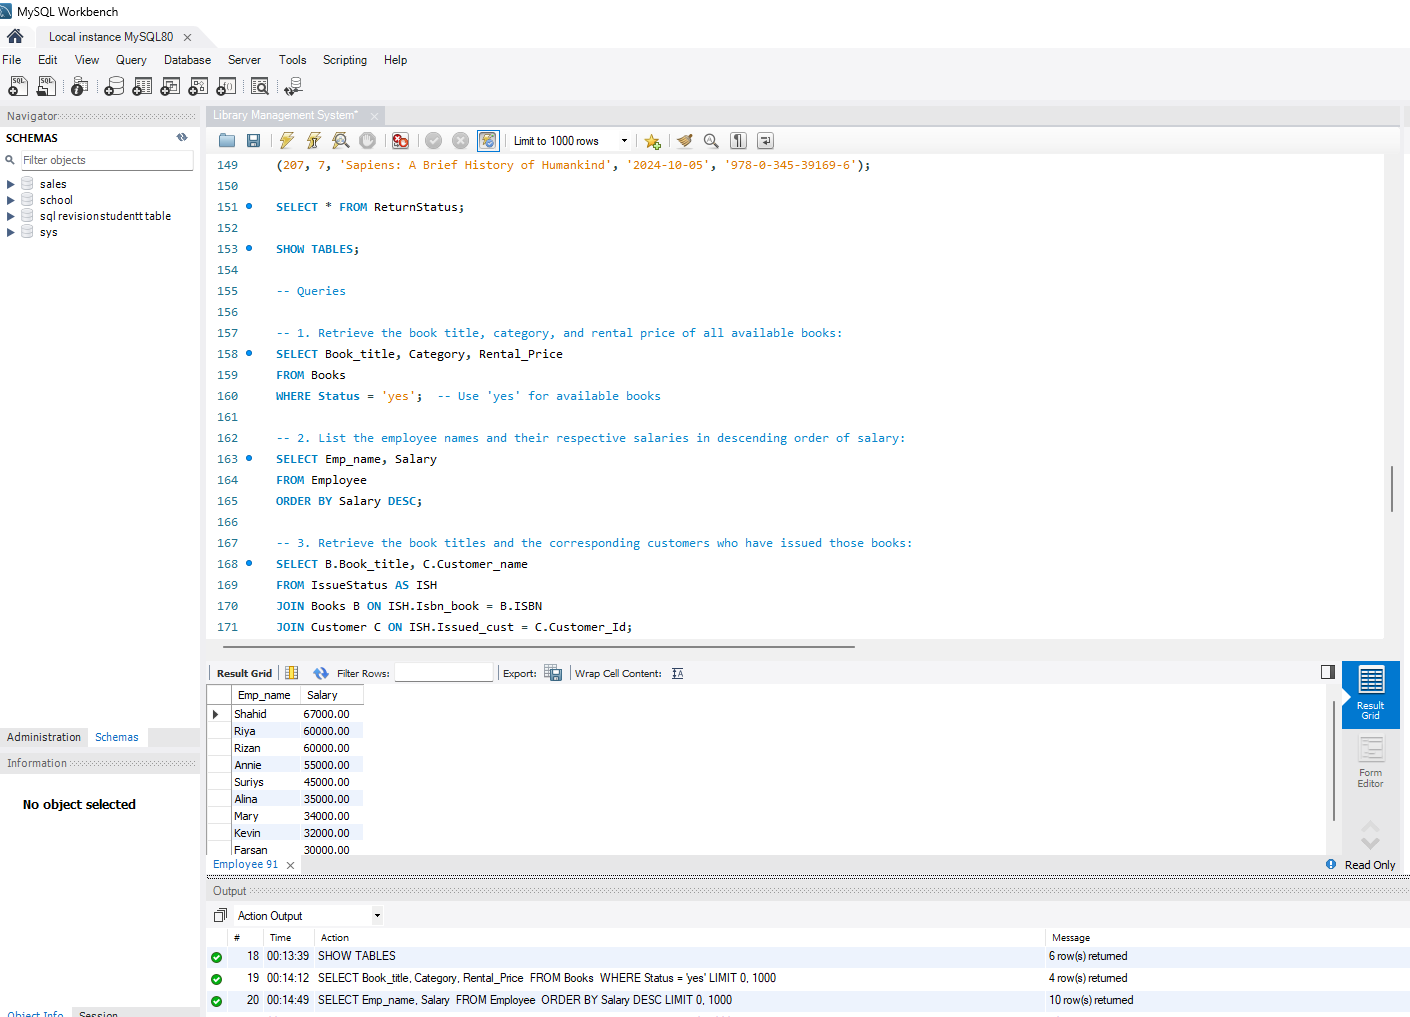 MySQL Workbench
Local instance MySQL80
File Edit View Query Database Server Tools Scripting Help
Navigator
SCHEMAS
Filter objects
sales
school
sql revision studentt table
sys
Administration Schemas
Information
No object selected
Object Info Session
Library Management System*
Limit to 1000 rows
149 (207, 7, 'Sapiens: A Brief History of Humankind', '2024-10-05', '978-0-345-39169-6');
150
151 SELECT * FROM ReturnStatus;
152
153 SHOW TABLES;
154
155 -- Queries
156
157 -- 1. Retrieve the book title, category, and rental price of all available books:
158 SELECT Book_title, Category, Rental_Price
159 FROM Books
160 WHERE Status = 'yes';  -- Use 'yes' for available books
161
162 -- 2. List the employee names and their respective salaries in descending order of salary:
163 SELECT Emp_name, Salary
164 FROM Employee
165 ORDER BY Salary DESC;
166
167 -- 3. Retrieve the book titles and the corresponding customers who have issued those books:
168 SELECT B.Book_title, C.Customer_name
169 FROM IssueStatus AS ISH
170 JOIN Books B ON ISH.Isbn_book = B.ISBN
171 JOIN Customer C ON ISH.Issued_cust = C.Customer_Id;
Result Grid Filter Rows: Export: Wrap Cell Content:
Emp_name Salary
Shahid 67000.00
Riya 60000.00
Rizan 60000.00
Annie 55000.00
Suriys 45000.00
Alina 35000.00
Mary 34000.00
Kevin 32000.00
Farsan 30000.00
Result
Grid
Form
Editor
Employee 91
Read Only
Output
Action Output
# Time Action Message
18 00:13:39 SHOW TABLES 6 row(s) returned
19 00:14:12 SELECT Book_title, Category, Rental_Price  FROM Books  WHERE Status = 'yes' LIMIT 0, 1000 4 row(s) returned
20 00:14:49 SELECT Emp_name, Salary  FROM Employee  ORDER BY Salary DESC LIMIT 0, 1000 10 row(s) returned